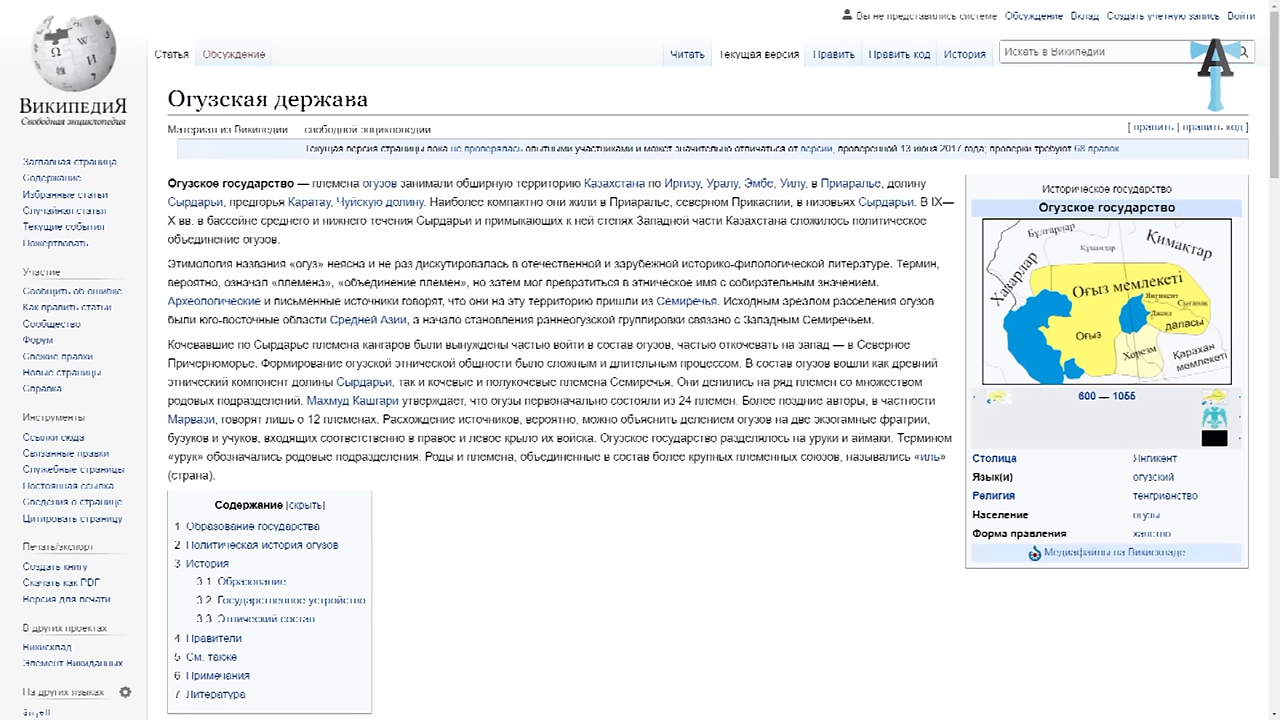 Вы не представились системе Обсуждение Вклад Создать учётную запись Войти
Статья Обсуждение Читать Текущая версия Править Править код История Искать в Википедии
ВикипедиЯ
Свободная энциклопедия
Огузская держава
Материал из Википедии — свободной энциклопедии
[ править | править код ]
Текущая версия страницы пока не проверялась опытными участниками и может значительно отличаться от версии, проверенной 13 июня 2017 года; проверки требуют 68 правок
Заглавная страница
Содержание
Избранные статьи
Случайная статья
Текущие события
Пожертвовать
Участие
Сообщить об ошибке
Как править статьи
Сообщество
Форум
Свежие правки
Новые страницы
Справка
Инструменты
Ссылки сюда
Связанные правки
Служебные страницы
Постоянная ссылка
Сведения о странице
Цитировать страницу
Печать/экспорт
Создать книгу
Скачать как PDF
Версия для печати
В других проектах
Викисклад
Элемент Викиданных
На других языках
Огузское государство — племена огузов занимали обширную территорию Казахстана по Иргизу, Уралу, Эмбе, Уилу, в Приаралье, долину
Сырдарьи, предгорья Каратау, Чуйскую долину. Наиболее компактно они жили в Приаралье, северном Прикаспии, в низовьях Сырдарьи. В IX—
X вв. в бассейне среднего и нижнего течения Сырдарьи и примыкающих к ней степях Западной части Казахстана сложилось политическое
объединение огузов.
Этимология названия «огуз» неясна и не раз дискутировалась в отечественной и зарубежной историко-филологической литературе. Термин,
вероятно, означал «племена», «объединение племен», но затем мог превратиться в этническое имя с собирательным значением.
Археологические и письменные источники говорят, что они на эту территорию пришли из Семиречья. Исходным ареалом расселения огузов
были юго-восточные области Средней Азии, а начало становления раннеогузской группировки связано с Западным Семиречьем.
Кочевавшие по Сырдарье племена кангаров были вынуждены частью войти в состав огузов, частью откочевать на запад — в Северное
Причерноморье. Формирование огузской этнической общности было сложным и длительным процессом. В состав огузов вошли как древний
этнический компонент долины Сырдарьи, так и кочевые и полукочевые племена Семиречья. Они делились на ряд племен со множеством
родовых подразделений. Махмуд Кашгари утверждает, что огузы первоначально состояли из 24 племен. Более поздние авторы, в частности
Марвази, говорят лишь о 12 племенах. Расхождение источников, вероятно, можно объяснить делением огузов на две экзогамные фратрии,
бузуков и учуков, входящих соответственно в правое и левое крыло их войска. Огузское государство разделялось на уруки и аймаки. Термином
«урук» обозначались родовые подразделения. Роды и племена, объединенные в состав более крупных племенных союзов, назывались «иль»
(страна).
Содержание [скрыть]
1 Образование государства
2 Политическая история огузов
3 История
3.1 Образование
3.2 Государственное устройство
3.3 Этнический состав
4 Правители
5 См. также
6 Примечания
7 Литература
Историческое государство
Огузское государство
Бұлғарлар
Құмандар
Қимақтар
Хазарлар
Оғыз мемлекеті
Янгикент
Сығанақ
Дженд
Оғыз
даласы
Хорезм
Қарахан
мемлекеті
600 — 1055
Столица Янгикент
Язык(и) огузский
Религия тенгрианство
Население огузы
Форма правления ханство
Медиафайлы на Викискладе